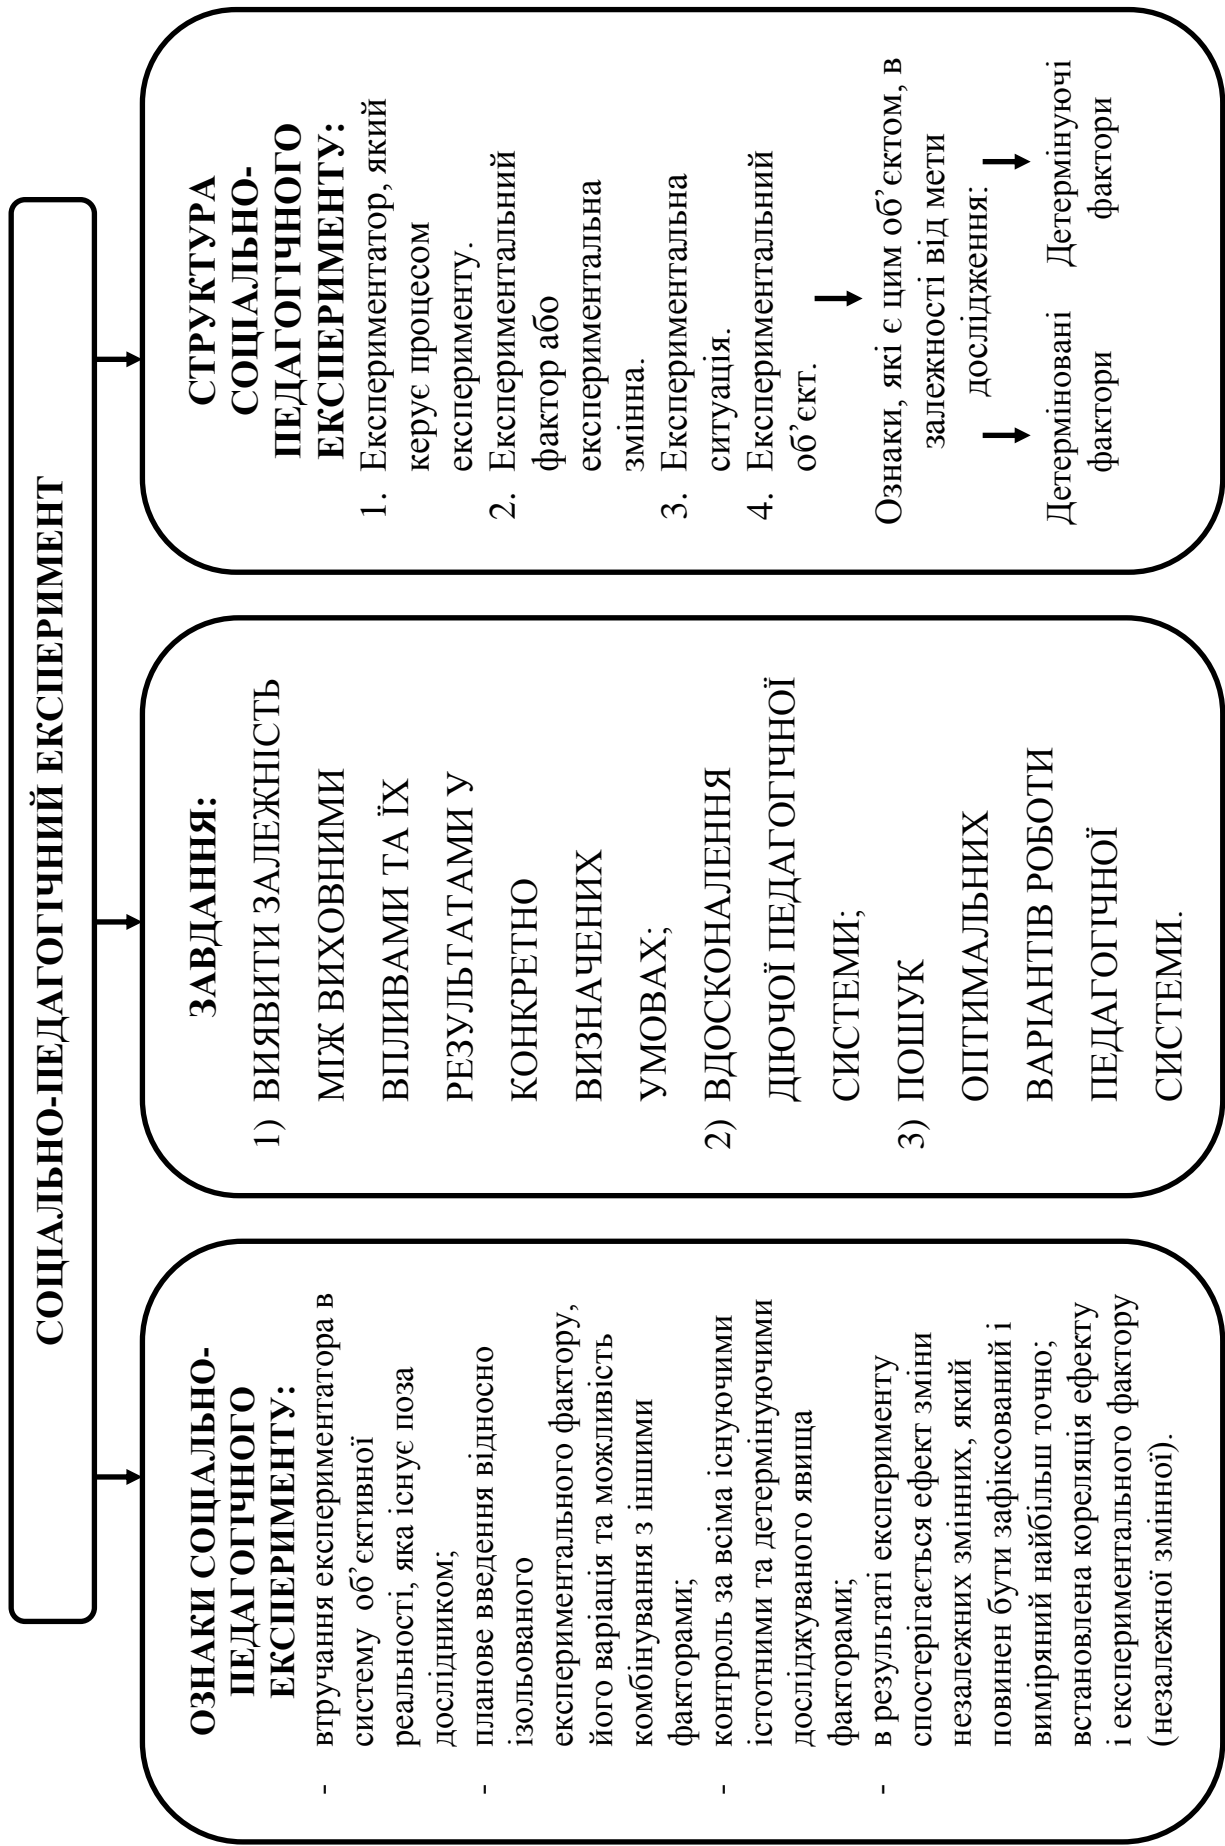 СОЦІАЛЬНО-ПЕДАГОГІЧНИЙ ЕКСПЕРИМЕНТ
ОЗНАКИ СОЦІАЛЬНО-
ПЕДАГОГІЧНОГО
ЕКСПЕРИМЕНТУ:
- втручання експериментатора в
систему об’єктивної
реальності, яка існує поза
дослідником;
- планове введення відносно
ізольованого
експериментального фактору,
його варіація та можливість
комбінування з іншими
факторами;
- контроль за всіма існуючими
істотними та детермінуючими
досліджуваного явища
факторами;
- в результаті експерименту
спостерігається ефект зміни
незалежних змінних, який
повинен бути зафіксований і
виміряний найбільш точно;
встановлена кореляція ефекту
і експериментального фактору
(незалежної змінної).
ЗАВДАННЯ:
1) ВИЯВИТИ ЗАЛЕЖНІСТЬ
МІЖ ВИХОВНИМИ
ВПЛИВАМИ ТА ЇХ
РЕЗУЛЬТАТАМИ У
КОНКРЕТНО
ВИЗНАЧЕНИХ
УМОВАХ;
2) ВДОСКОНАЛЕННЯ
ДІЮЧОЇ ПЕДАГОГІЧНОЇ
СИСТЕМИ;
3) ПОШУК
ОПТИМАЛЬНИХ
ВАРІАНТІВ РОБОТИ
ПЕДАГОГІЧНОЇ
СИСТЕМИ.
СТРУКТУРА
СОЦІАЛЬНО-
ПЕДАГОГІЧНОГО
ЕКСПЕРИМЕНТУ:
1. Експериментатор, який
керує процесом
експерименту.
2. Експериментальний
фактор або
експериментальна
змінна.
3. Експериментальна
ситуація.
4. Експериментальний
об’єкт.
Ознаки, які є цим об’єктом, в
залежності від мети
дослідження:
Детерміновані
фактори
Детермінуючі
фактори